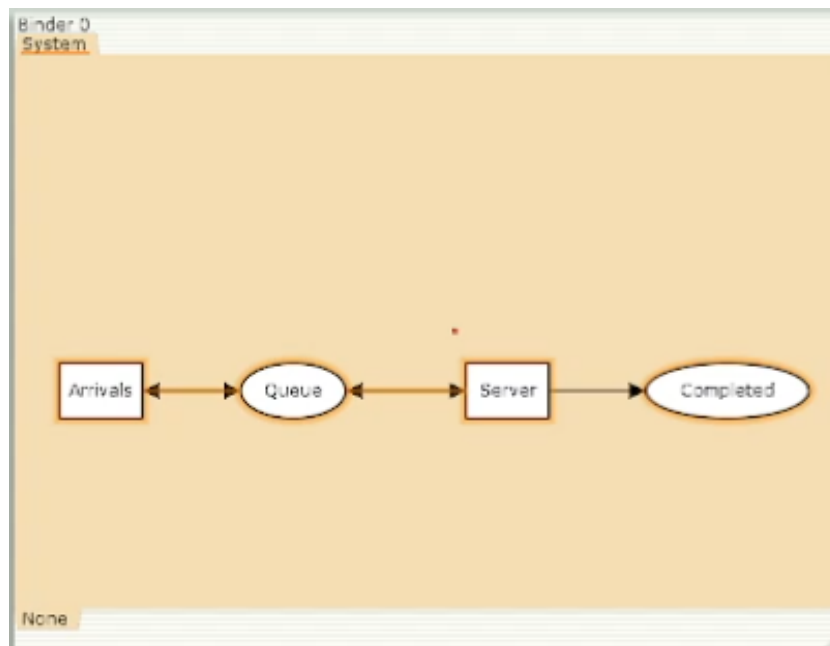 Binder 0
System
Arrivals
Queue
Server
Completed
None